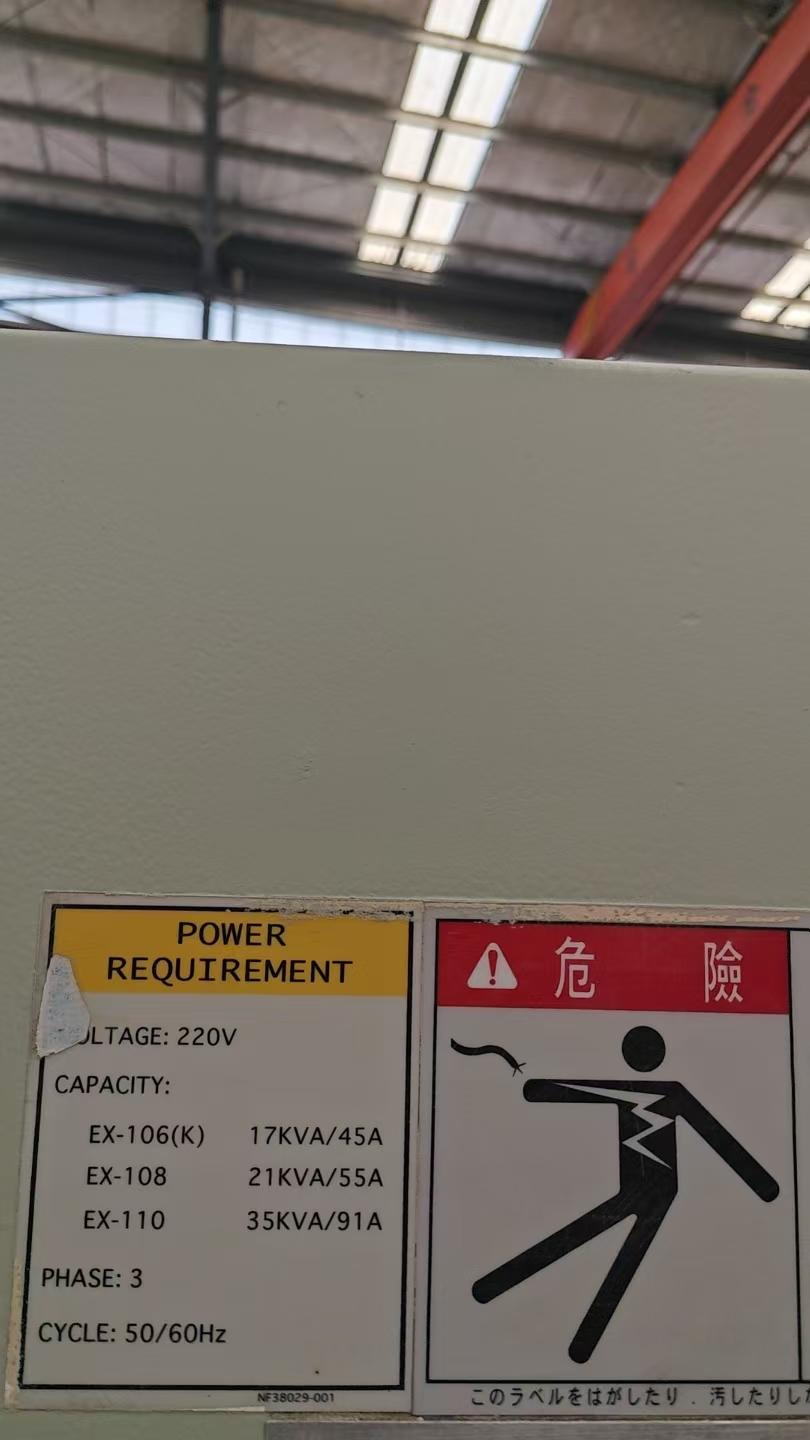 POWER
REQUIREMENT
OLTAGE: 220V
CAPACITY:
EX-106(K) 17KVA/45A
EX-108 21KVA/55A
EX-110 35KVA/91A
PHASE: 3
CYCLE: 50/60Hz
NF38029-001
危 險
このラベルをはがしたり．汚したりし